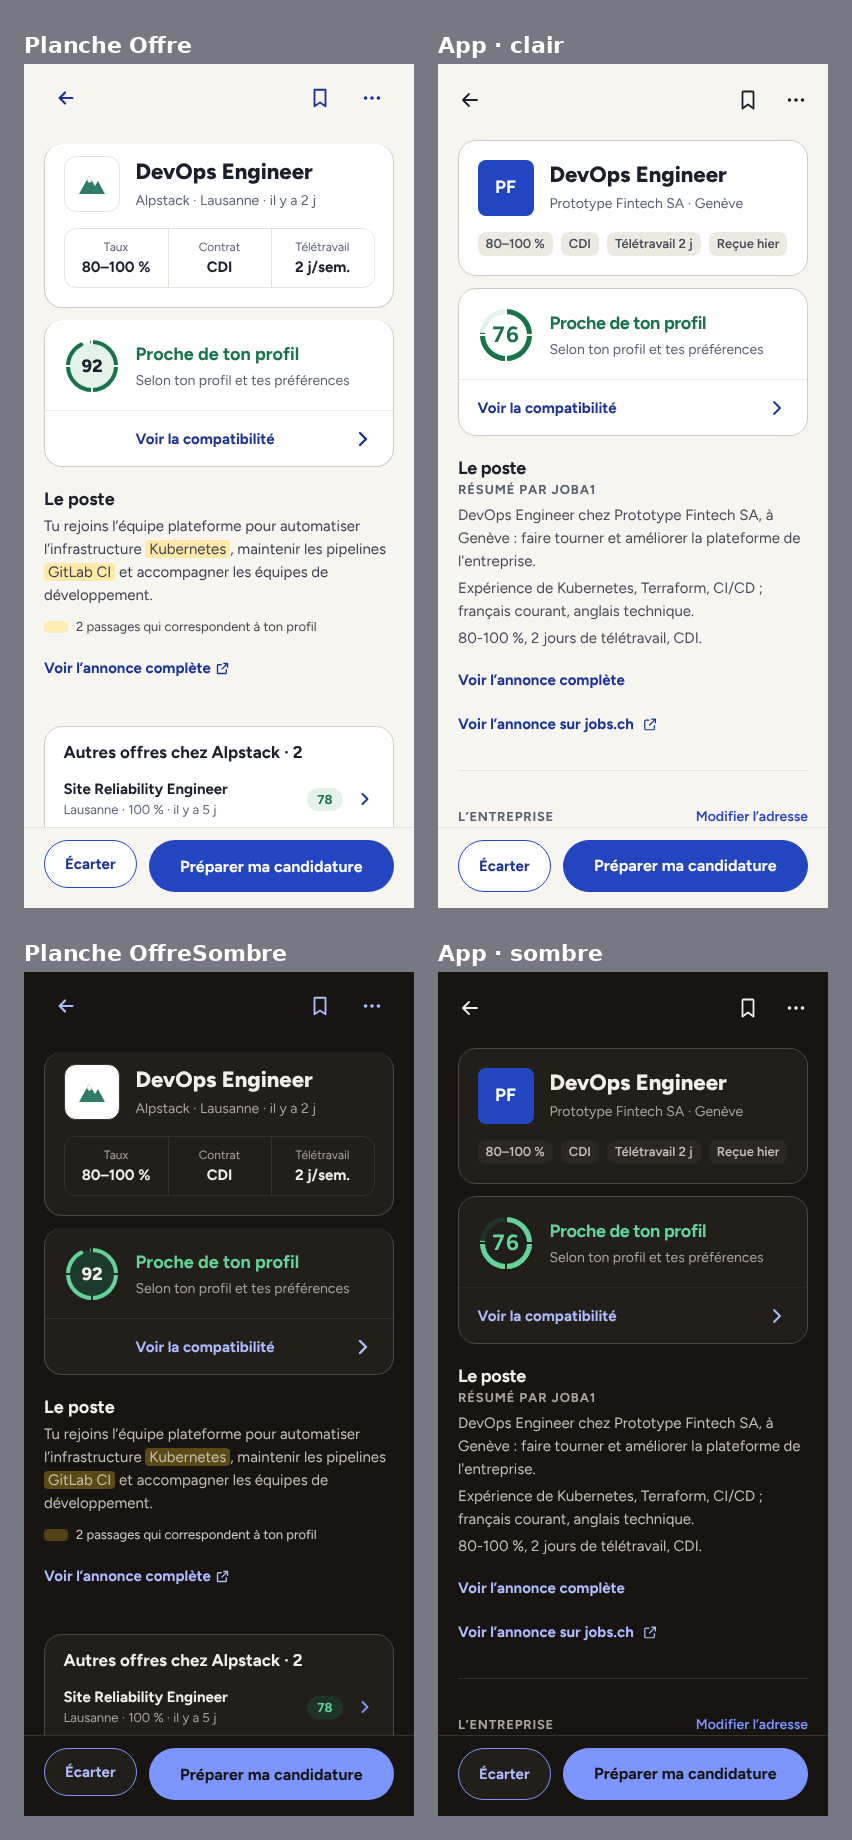 Planche Offre
DevOps Engineer
Alpstack · Lausanne · il y a 2 j
Taux
Contrat
Télétravail
80–100 %
CDI
2 j/sem.
92
Proche de ton profil
Selon ton profil et tes préférences
Voir la compatibilité
Le poste
Tu rejoins l’équipe plateforme pour automatiser
l’infrastructure Kubernetes, maintenir les pipelines
GitLab CI et accompagner les équipes de
développement.
2 passages qui correspondent à ton profil
Voir l’annonce complète
Autres offres chez Alpstack · 2
Site Reliability Engineer
78
Lausanne · 100 % · il y a 5 j
Écarter
Préparer ma candidature
App · clair
PF
DevOps Engineer
Prototype Fintech SA · Genève
80–100 %
CDI
Télétravail 2 j
Reçue hier
76
Proche de ton profil
Selon ton profil et tes préférences
Voir la compatibilité
Le poste
RÉSUMÉ PAR JOBA1
DevOps Engineer chez Prototype Fintech SA, à
Genève : faire tourner et améliorer la plateforme de
l'entreprise.
Expérience de Kubernetes, Terraform, CI/CD ;
français courant, anglais technique.
80-100 %, 2 jours de télétravail, CDI.
Voir l’annonce complète
Voir l’annonce sur jobs.ch
L’ENTREPRISE
Modifier l’adresse
Écarter
Préparer ma candidature
Planche OffreSombre
DevOps Engineer
Alpstack · Lausanne · il y a 2 j
Taux
Contrat
Télétravail
80–100 %
CDI
2 j/sem.
92
Proche de ton profil
Selon ton profil et tes préférences
Voir la compatibilité
Le poste
Tu rejoins l’équipe plateforme pour automatiser
l’infrastructure Kubernetes, maintenir les pipelines
GitLab CI et accompagner les équipes de
développement.
2 passages qui correspondent à ton profil
Voir l’annonce complète
Autres offres chez Alpstack · 2
Site Reliability Engineer
78
Lausanne · 100 % · il y a 5 j
Écarter
Préparer ma candidature
App · sombre
PF
DevOps Engineer
Prototype Fintech SA · Genève
80–100 %
CDI
Télétravail 2 j
Reçue hier
76
Proche de ton profil
Selon ton profil et tes préférences
Voir la compatibilité
Le poste
RÉSUMÉ PAR JOBA1
DevOps Engineer chez Prototype Fintech SA, à
Genève : faire tourner et améliorer la plateforme de
l'entreprise.
Expérience de Kubernetes, Terraform, CI/CD ;
français courant, anglais technique.
80-100 %, 2 jours de télétravail, CDI.
Voir l’annonce complète
Voir l’annonce sur jobs.ch
L’ENTREPRISE
Modifier l’adresse
Écarter
Préparer ma candidature